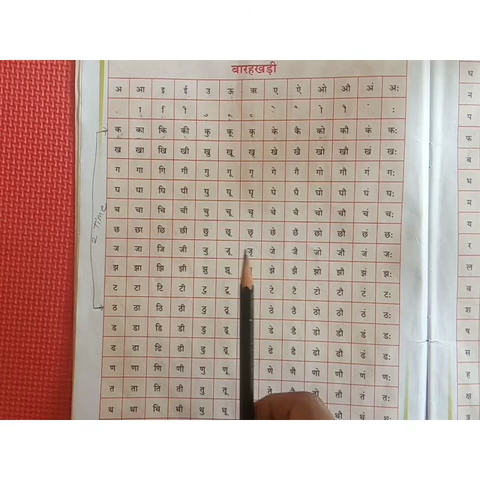 बारहखड़ी
अ आ इ ई उ ऊ ऋ ए ऐ ओ औ अं अः
क का कि की कु कू कृ के कै को कौ कं कः
ख खा खि खी खु खू खृ खे खै खो खौ खं खः
ग गा गि गी गु गू गृ गे गै गो गौ गं गः
घ घा घि घी घु घू घृ घे घै घो घौ घं घः
च चा चि ची चु चू चृ चे चै चो चौ चं चः
छ छा छि छी छु छू छृ छे छै छो छौ छं छः
ज जा जि जी जु जू जृ जे जै जो जौ जं जः
झ झा झि झी झु झू झे झै झो झौ झं झः
ट टा टि टी टु टू टे टै टो टौ टं टः
ठ ठा ठि ठी ठु ठू ठे ठै ठो ठौ ठं ठः
ड डा डि डी डु डू डे डै डो डौ डं डः
ढ ढा ढि ढी ढु ढू ढे ढै ढो ढौ ढं ढः
ण णा णि णी णु णू णे णै णो णौ णं णः
त ता ति ती तु तू ते तै तो तौ तं तः
थ था थि थी थु थू थौ थं थः
2 Time